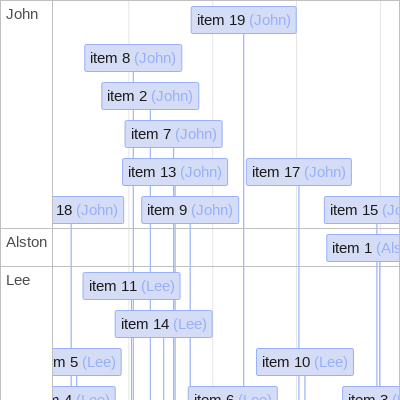 John
item 19 (John)
item 8 (John)
item 2 (John)
item 7 (John)
item 13 (John)
item 17 (John)
18 (John)
item 9 (John)
item 15 (Jo
Alston
item 1 (Als
Lee
item 11 (Lee)
item 14 (Lee)
m 5 (Lee)
item 10 (Lee)
m 4 (Lee)
item 6 (Lee)
item 3 (